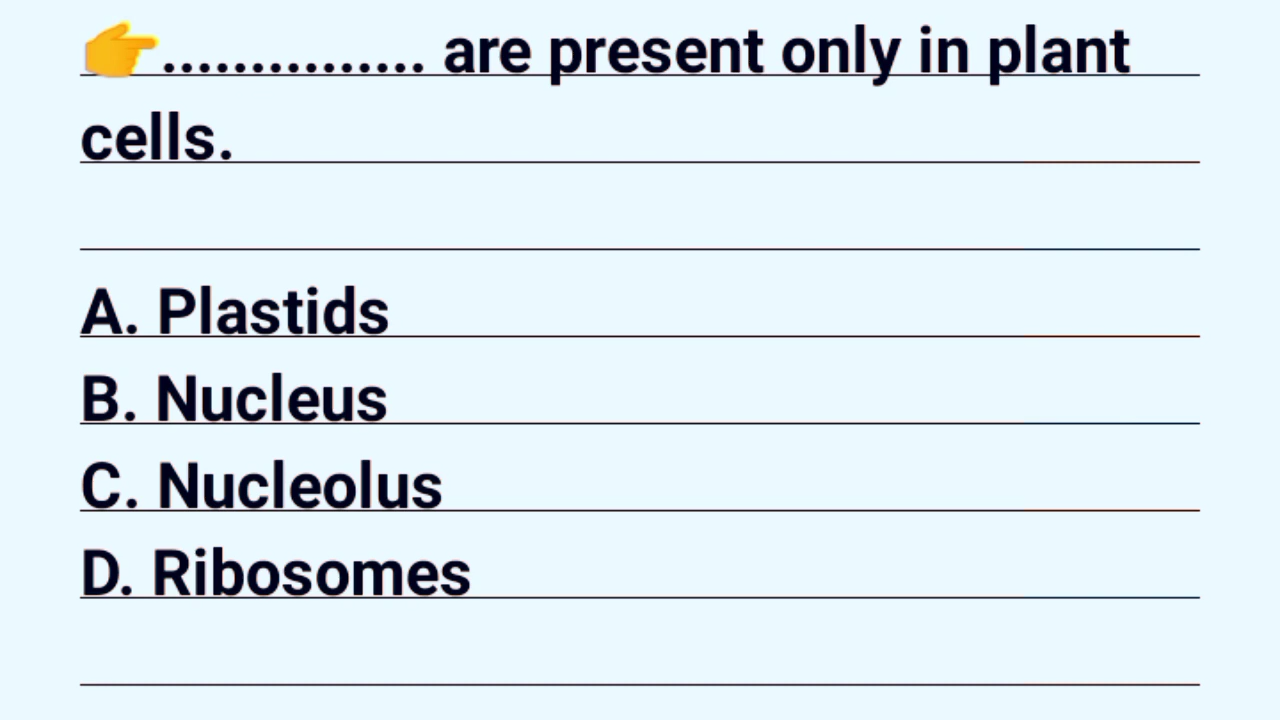 👉............... are present only in plant
cells.
A. Plastids
B. Nucleus
C. Nucleolus
D. Ribosomes